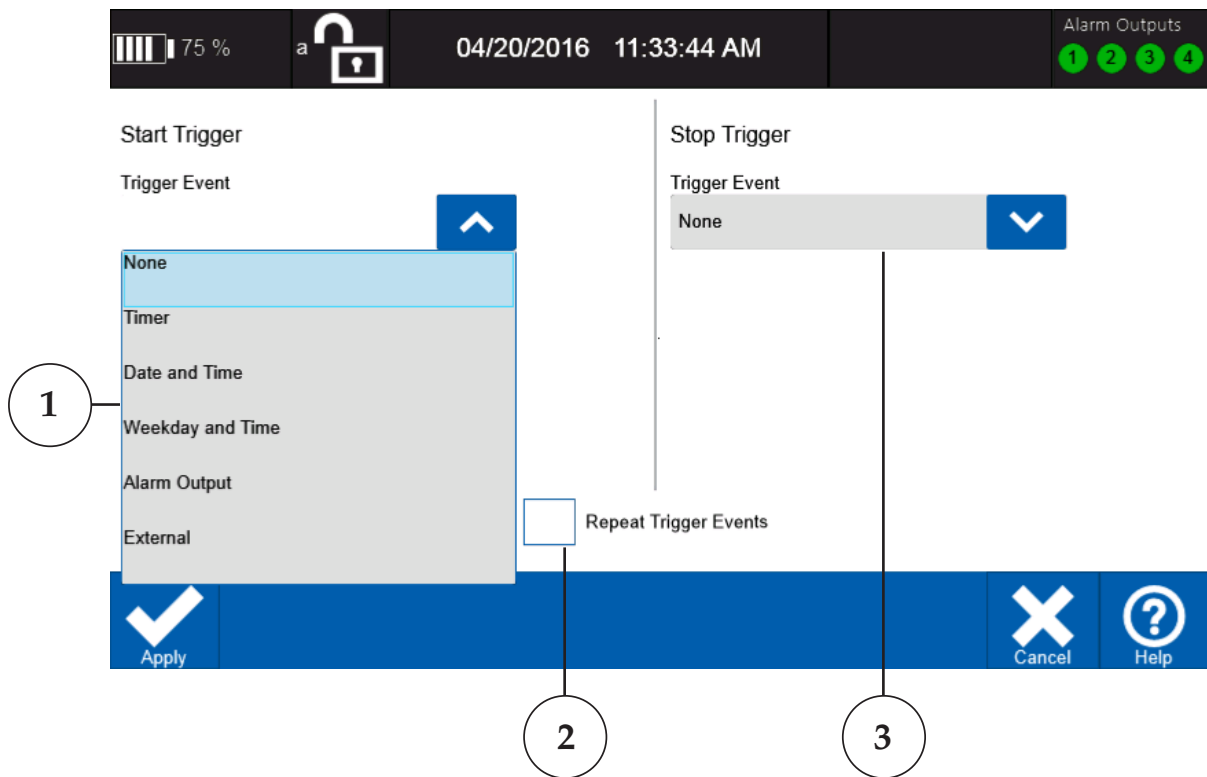 75 %
a
04/20/2016 11:33:44 AM
Alarm Outputs
1 2 3 4
Start Trigger
Stop Trigger
Trigger Event
Trigger Event
None
None
Timer
Date and Time
1
Weekday and Time
Alarm Output
Repeat Trigger Events
External
Apply
Cancel
Help
2
3